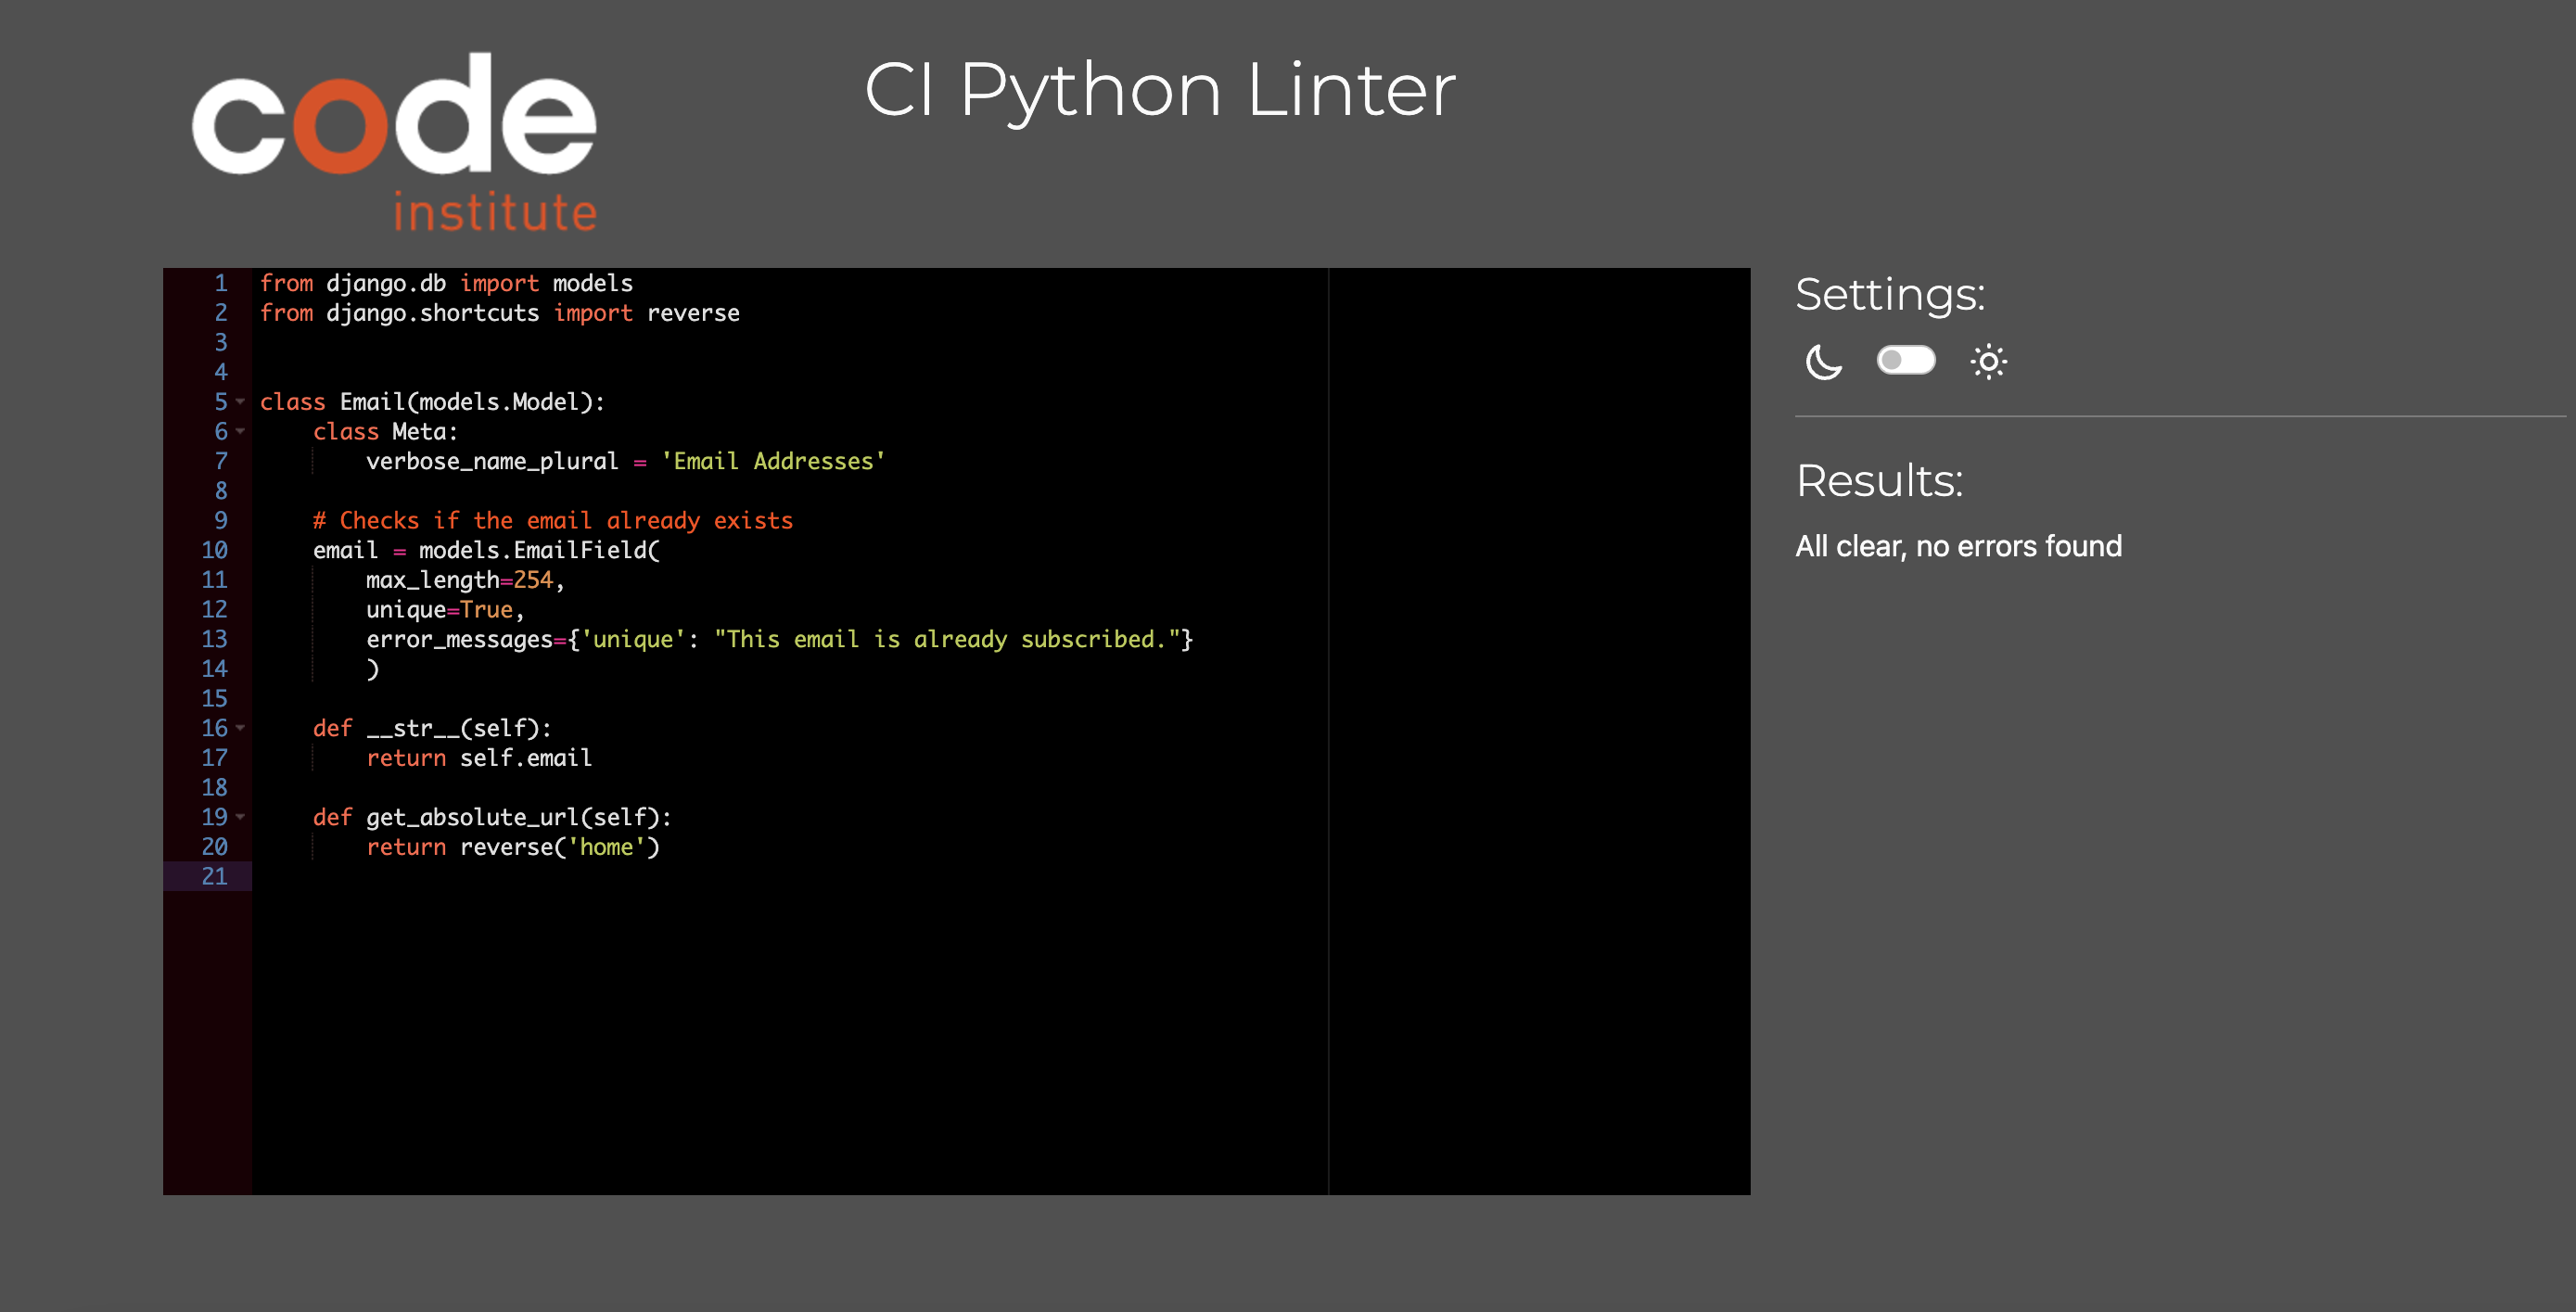 code
institute
CI Python Linter
1 from django.db import models
2 from django.shortcuts import reverse
3
4
5 class Email(models.Model):
6     class Meta:
7         verbose_name_plural = 'Email Addresses'
8
9     # Checks if the email already exists
10     email = models.EmailField(
11         max_length=254,
12         unique=True,
13         error_messages={'unique': "This email is already subscribed."}
14         )
15
16     def __str__(self):
17         return self.email
18
19     def get_absolute_url(self):
20         return reverse('home')
21
Settings:
Results:
All clear, no errors found